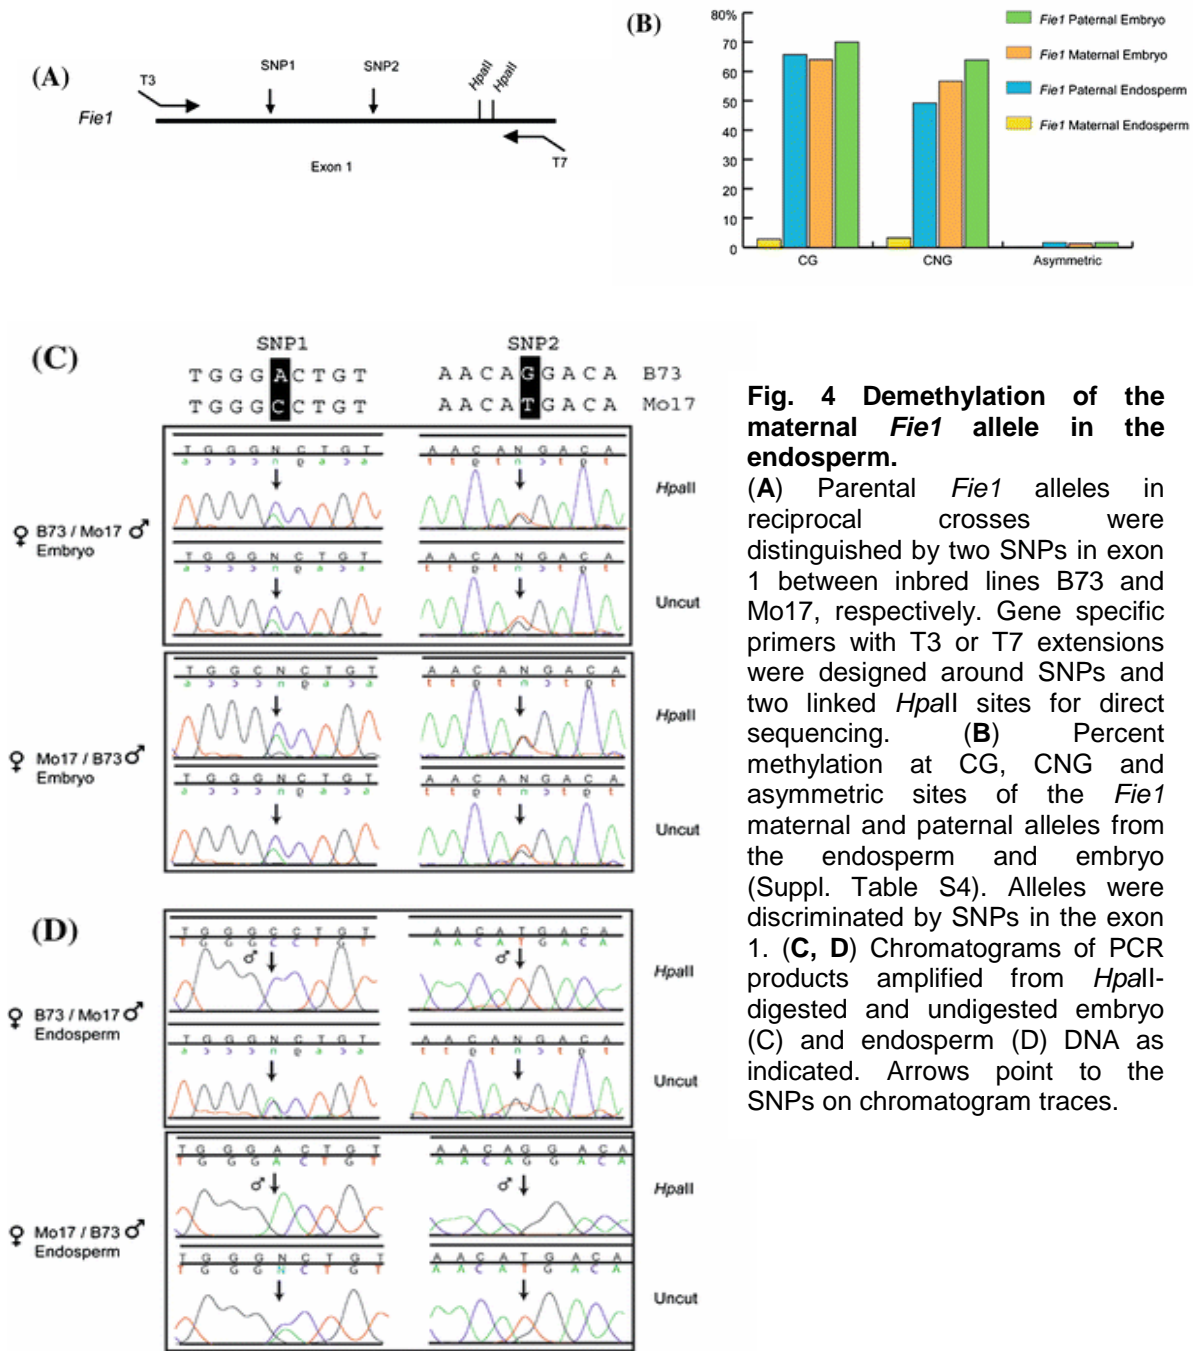 (A)
T3
SNP1
SNP2
HpaII
HpaII
Fie1
Exon 1
T7
(B)
80%
70
60
50
40
30
20
10
0
CG
CNG
Asymmetric
Fie1 Paternal Embryo
Fie1 Maternal Embryo
Fie1 Paternal Endosperm
Fie1 Maternal Endosperm
(C)
SNP1
SNP2
T G G G A C T G T
A A C A G G A C A
B73
T G G G C C T G T
A A C A T G A C A
Mo17
T G G G N C T G T
A A C A N G A C A
HpaII
♀ B73 / Mo17 ♂
Embryo
T G G G N C T G T
A A C A N G A C A
Uncut
T G G C N C T G T
A A C A N G A C A
HpaII
♀ Mo17 / B73 ♂
Embryo
T G G G N C T G T
A A C A N G A C A
Uncut
(D)
T G G G C C T G T
T G G G C C T G T
A A C A T G A C A
A A C A T G A C A
♂
♂
HpaII
♀ B73 / Mo17 ♂
Endosperm
T G G G N C T G T
A A C A N G A C A
Uncut
T G G G A C T G T
T G G G A C T G T
A A C A G G A C A
A A C A G G A C A
♂
♂
HpaII
♀ Mo17 / B73 ♂
Endosperm
T G G G N C T G T
T G G G N C T G T
A A C A T G A C A
A A C A T G A C A
Uncut
Fig. 4 Demethylation of the
maternal Fie1 allele in the
endosperm.
(A) Parental Fie1 alleles in
reciprocal crosses were
distinguished by two SNPs in exon
1 between inbred lines B73 and
Mo17, respectively. Gene specific
primers with T3 or T7 extensions
were designed around SNPs and
two linked HpaII sites for direct
sequencing. (B) Percent
methylation at CG, CNG and
asymmetric sites of the Fie1
maternal and paternal alleles from
the endosperm and embryo
(Suppl. Table S4). Alleles were
discriminated by SNPs in the exon
1. (C, D) Chromatograms of PCR
products amplified from HpaII-
digested and undigested embryo
(C) and endosperm (D) DNA as
indicated. Arrows point to the
SNPs on chromatogram traces.